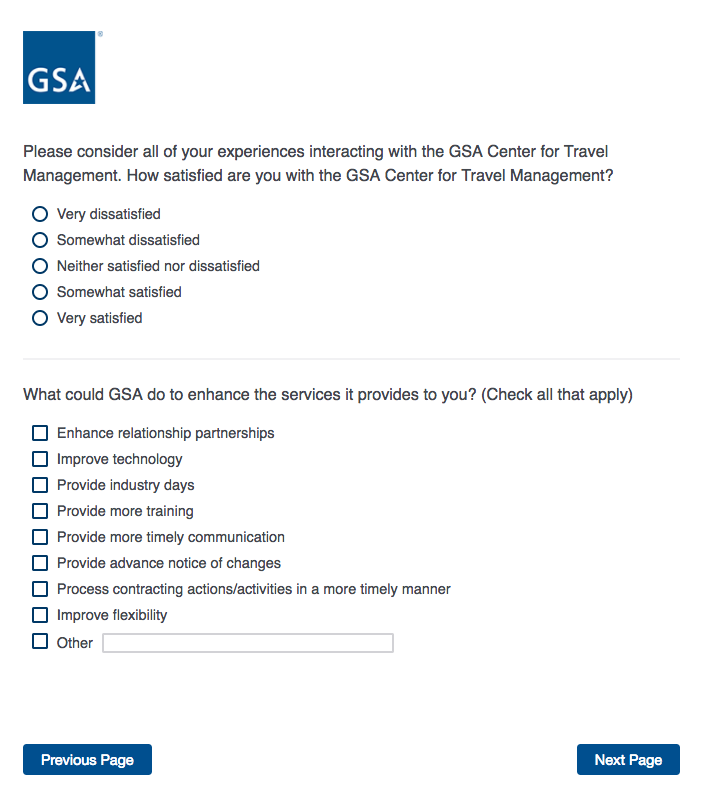 GSA®
Please consider all of your experiences interacting with the GSA Center for Travel
Management. How satisfied are you with the GSA Center for Travel Management?
Very dissatisfied
Somewhat dissatisfied
Neither satisfied nor dissatisfied
Somewhat satisfied
Very satisfied
What could GSA do to enhance the services it provides to you? (Check all that apply)
Enhance relationship partnerships
Improve technology
Provide industry days
Provide more training
Provide more timely communication
Provide advance notice of changes
Process contracting actions/activities in a more timely manner
Improve flexibility
Other
Previous Page
Next Page